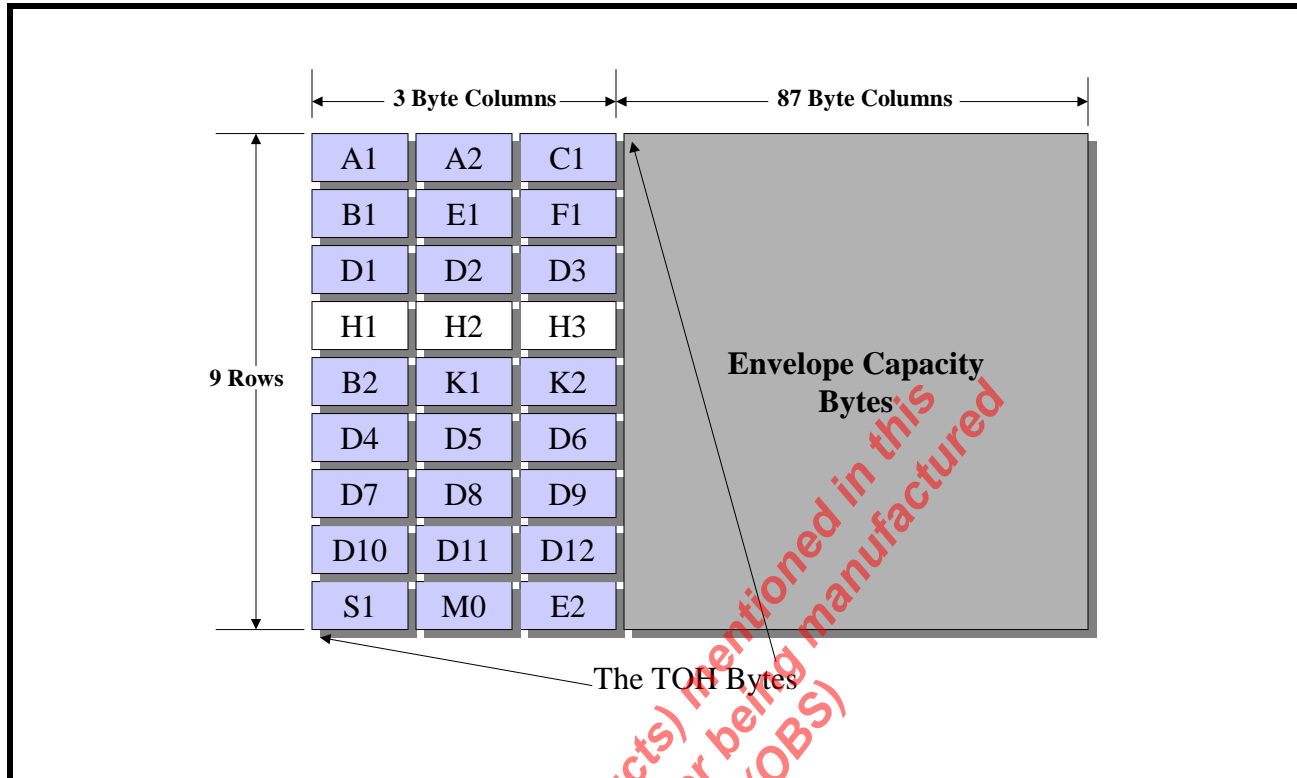 3 Byte Columns 87 Byte Columns
A1 A2 C1
B1 E1 F1
D1 D2 D3
H1 H2 H3
9 Rows
B2 K1 K2
D4 D5 D6
D7 D8 D9
D10 D11 D12
S1 M0 E2
Envelope Capacity
Bytes
The TOH Bytes
mentioned in this
being manufactured
(OBS)